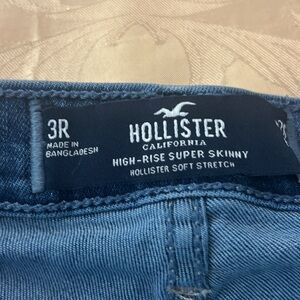 3R
MADE IN
BANGLADESH
HOLLISTER
CALIFORNIA
HIGH-RISE SUPER SKINNY
HOLLISTER SOFT STRETCH